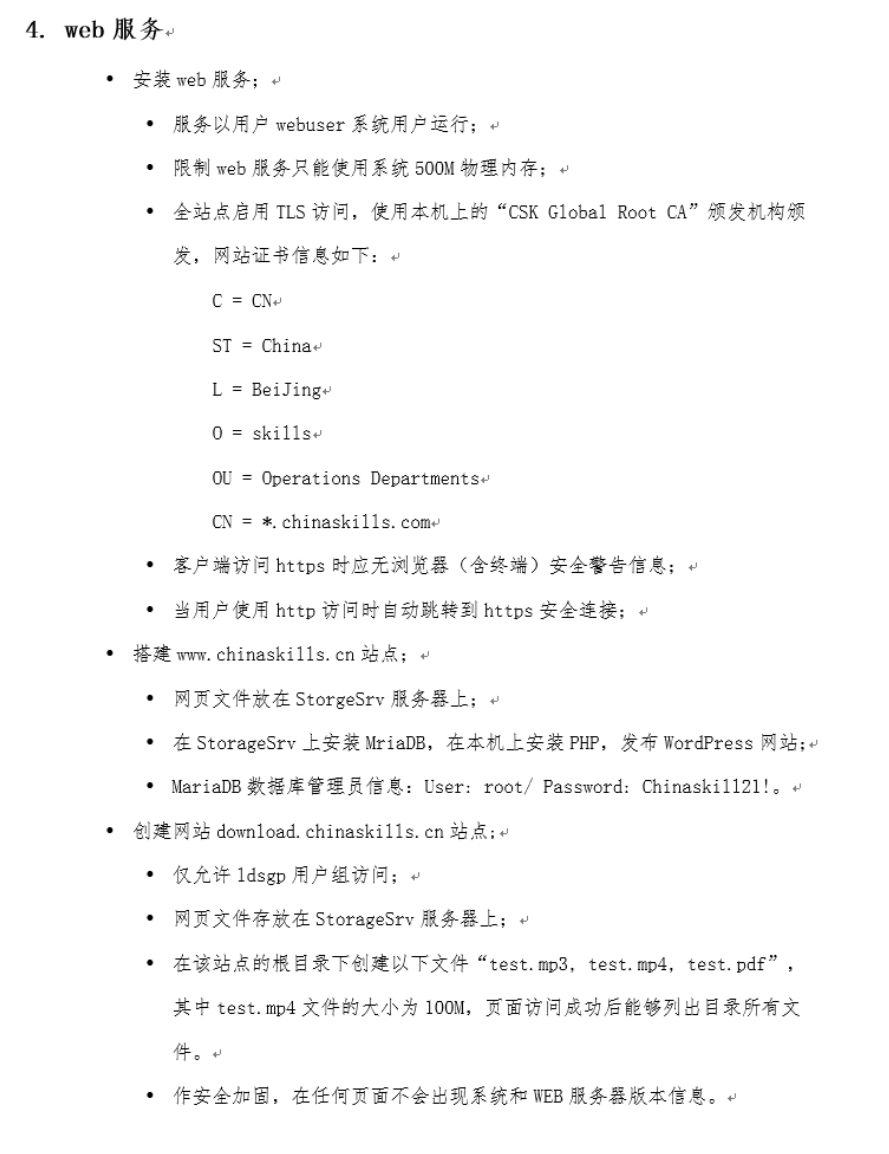 4. web 服务
• 安装 web 服务；
• 服务以用户 webuser 系统用户运行；
• 限制 web 服务只能使用系统 500M 物理内存；
• 全站点启用 TLS 访问，使用本机上的“CSK Global Root CA”颁发机构颁
发，网站证书信息如下：
C = CN
ST = China
L = BeiJing
O = skills
OU = Operations Departments
CN = *.chinaskills.com
• 客户端访问 https 时应无浏览器（含终端）安全警告信息；
• 当用户使用 http 访问时自动跳转到 https 安全连接；
• 搭建 www.chinaskills.cn 站点；
• 网页文件放在 StorgeSrv 服务器上；
• 在 StorageSrv 上安装 MriaDB，在本机上安装 PHP，发布 WordPress 网站;
• MariaDB 数据库管理员信息：User: root/ Password: Chinaskill21!。
• 创建网站 download.chinaskills.cn 站点;
• 仅允许 ldsgp 用户组访问；
• 网页文件存放在 StorageSrv 服务器上；
• 在该站点的根目录下创建以下文件“test.mp3, test.mp4, test.pdf”，
其中 test.mp4 文件的大小为 100M，页面访问成功后能够列出目录所有文
件。
• 作安全加固，在任何页面不会出现系统和 WEB 服务器版本信息。